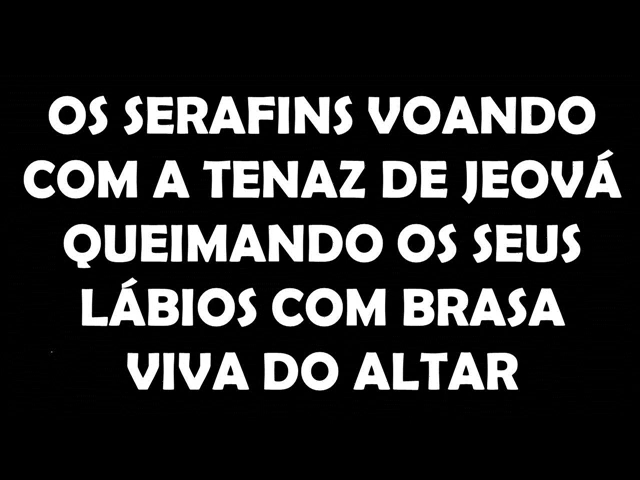 OS SERAFINS VOANDO
COM A TENAZ DE JEOVÁ
QUEIMANDO OS SEUS
LÁBIOS COM BRASA
VIVA DO ALTAR